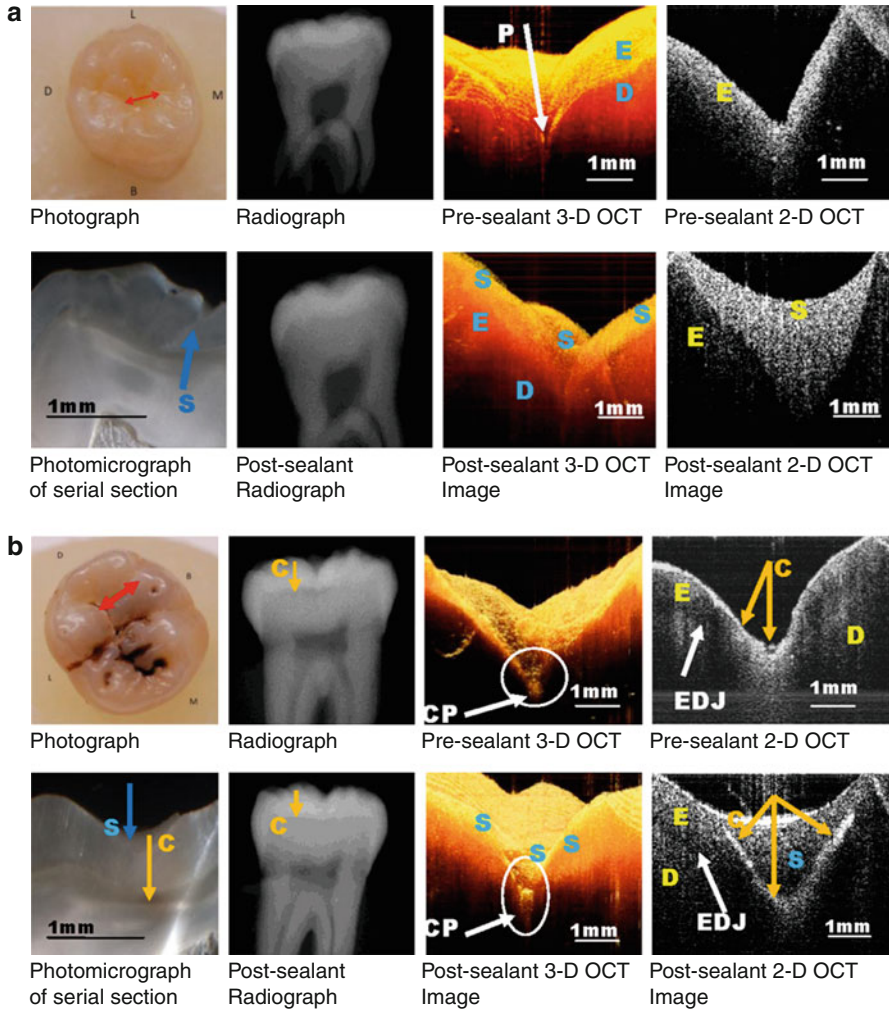 a
L
D
M
B
Photograph
Radiograph
P
E
D
1mm
Pre-sealant 3-D OCT
E
1mm
Pre-sealant 2-D OCT
1mm
S
Photomicrograph
of serial section
Post-sealant
Radiograph
S
E
S
S
D
1mm
Post-sealant 3-D OCT
Image
S
E
1mm
Post-sealant 2-D OCT
Image
b
D
B
L
M
Photograph
C
Radiograph
CP
1mm
Pre-sealant 3-D OCT
C
E
D
EDJ
1mm
Pre-sealant 2-D OCT
S
C
1mm
Photomicrograph
of serial section
C
Post-sealant
Radiograph
S
S
S
CP
1mm
Post-sealant 3-D OCT
Image
E
C
S
D
EDJ
1mm
Post-sealant 2-D OCT
Image